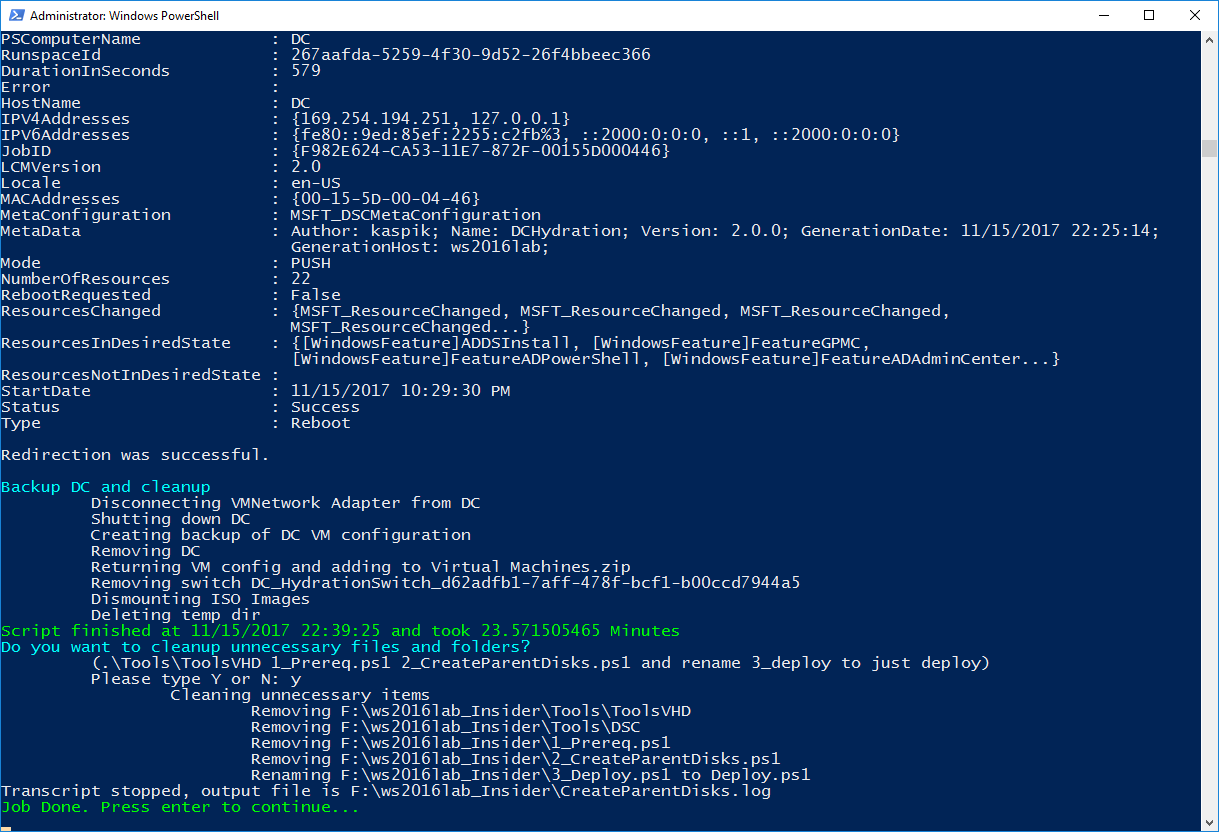 Administrator: Windows PowerShell
PSComputerName : DC
RunspaceId : 267aafda-5259-4f30-9d52-26f4bbeec366
DurationInSeconds : 579
Error :
HostName : DC
IPV4Addresses : {169.254.194.251, 127.0.0.1}
IPV6Addresses : {fe80::9ed:85ef:2255:c2fb%3, ::2000:0:0:0, ::1, ::2000:0:0:0}
JobID : {F982E624-CA53-11E7-872F-00155D000446}
LCMVersion : 2.0
Locale : en-US
MACAddresses : {00-15-5D-00-04-46}
MetaConfiguration : MSFT_DSCMetaConfiguration
MetaData : Author: kaspik; Name: DCHydration; Version: 2.0.0; GenerationDate: 11/15/2017 22:25:14;
GenerationHost: ws2016lab;
Mode : PUSH
NumberOfResources : 22
RebootRequested : False
ResourcesChanged : {MSFT_ResourceChanged, MSFT_ResourceChanged, MSFT_ResourceChanged,
MSFT_ResourceChanged...}
ResourcesInDesiredState : {[WindowsFeature]ADDSInstall, [WindowsFeature]FeatureGPMC,
[WindowsFeature]FeatureADPowerShell, [WindowsFeature]FeatureADAdminCenter...}
ResourcesNotInDesiredState :
StartDate : 11/15/2017 10:29:30 PM
Status : Success
Type : Reboot
Redirection was successful.
Backup DC and cleanup
Disconnecting VMNetwork Adapter from DC
Shutting down DC
Creating backup of DC VM configuration
Removing DC
Returning VM config and adding to Virtual Machines.zip
Removing switch DC_HydrationSwitch_d62adfb1-7aff-478f-bcf1-b00ccd7944a5
Dismounting ISO Images
Deleting temp dir
Script finished at 11/15/2017 22:39:25 and took 23.571505465 Minutes
Do you want to cleanup unnecessary files and folders?
(.\Tools\ToolsVHD 1_Prereq.ps1 2_CreateParentDisks.ps1 and rename 3_deploy to just deploy)
Please type Y or N: y
Cleaning unnecessary items
Removing F:\ws2016lab_Insider\Tools\ToolsVHD
Removing F:\ws2016lab_Insider\Tools\DSC
Removing F:\ws2016lab_Insider\1_Prereq.ps1
Removing F:\ws2016lab_Insider\2_CreateParentDisks.ps1
Renaming F:\ws2016lab_Insider\3_Deploy.ps1 to Deploy.ps1
Transcript stopped, output file is F:\ws2016lab_Insider\CreateParentDisks.log
Job Done. Press enter to continue...